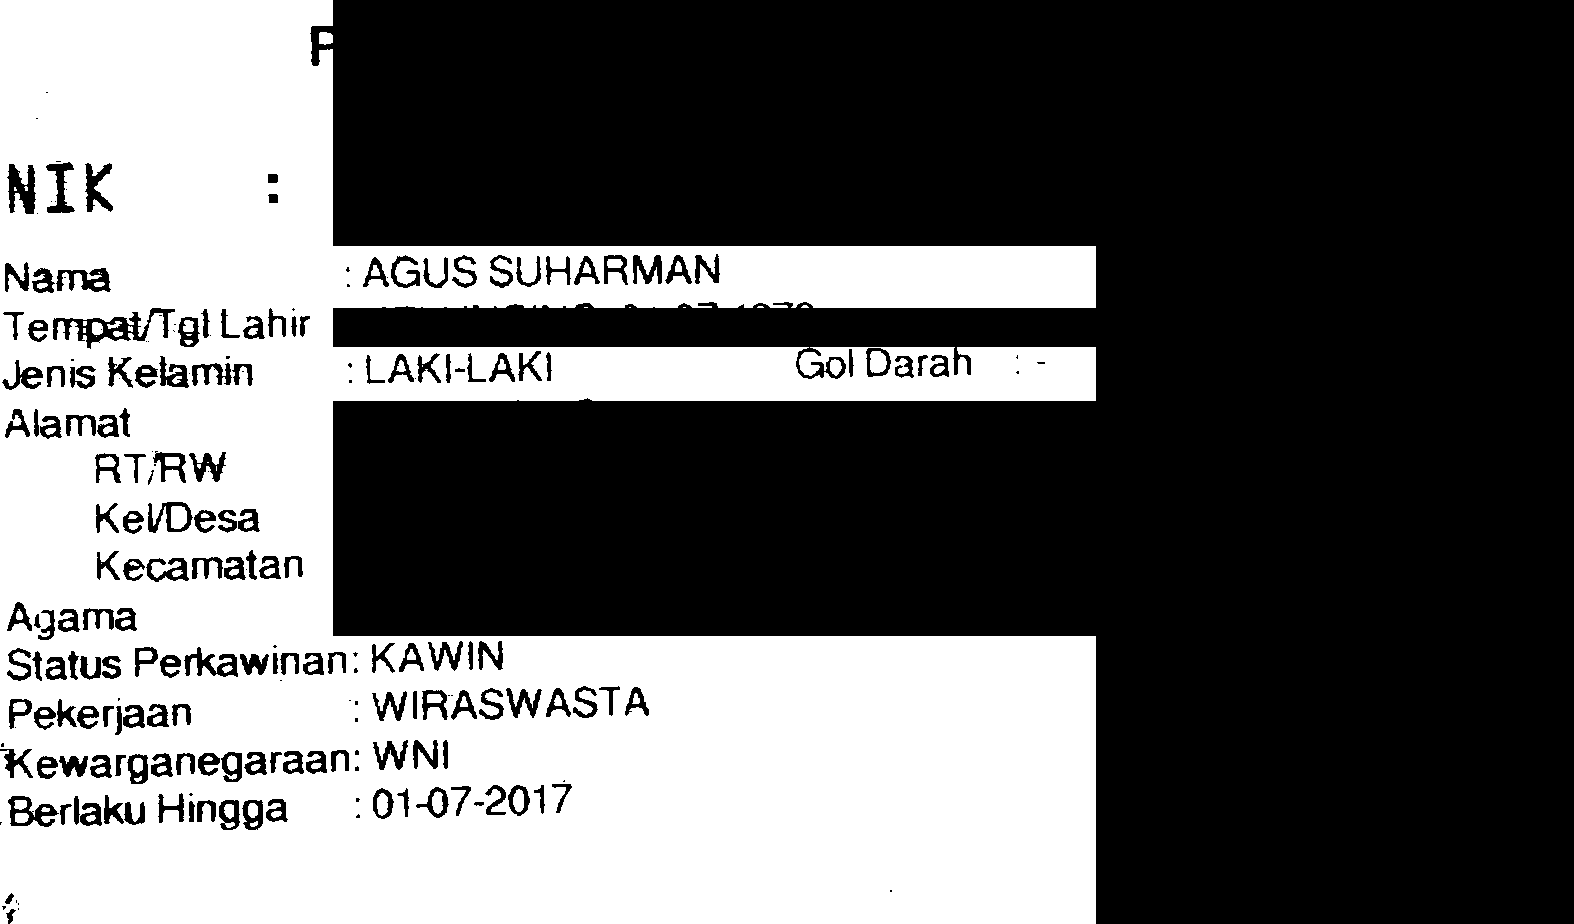 P
NIK :
Nama : AGUS SUHARMAN
Tempat/Tgl Lahir
Jenis Kelamin : LAKI-LAKI Gol Darah : -
Alamat
RT/RW
Kel/Desa
Kecamatan
Agama
Status Perkawinan: KAWIN
Pekerjaan : WIRASWASTA
Kewarganegaraan: WNI
Berlaku Hingga : 01-07-2017